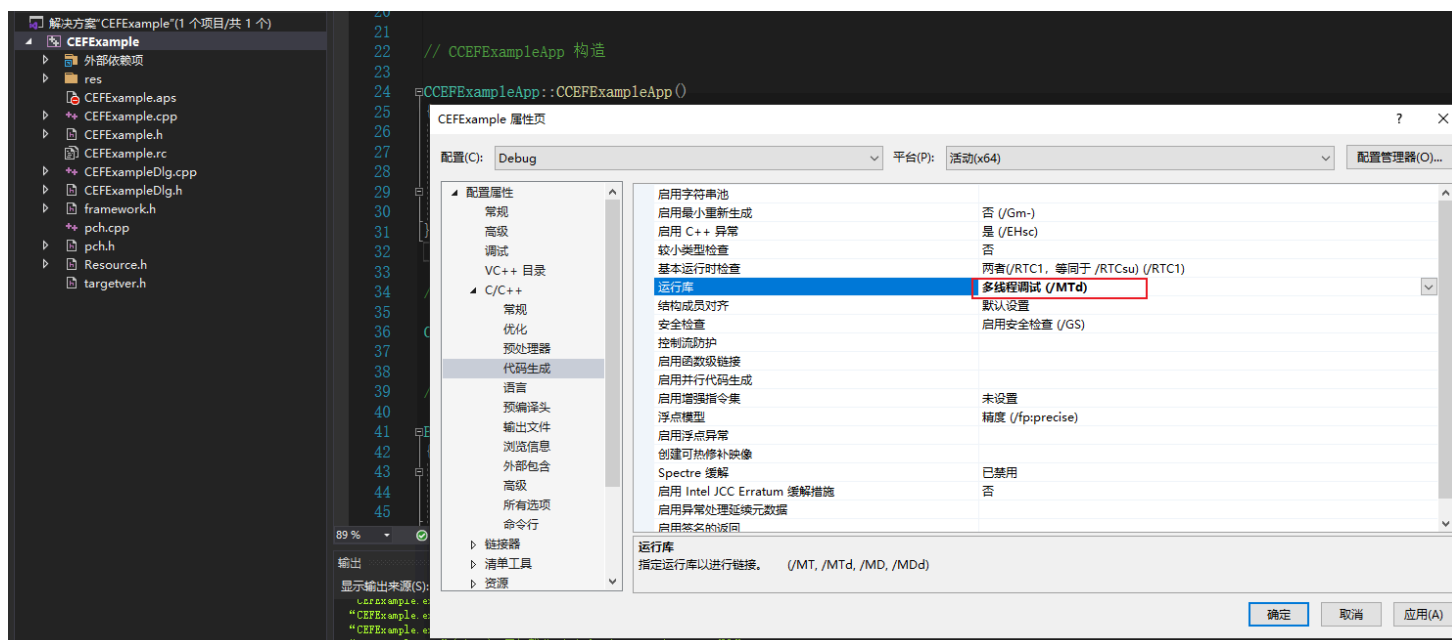 解决方案"CEFExample"(1 个项目/共 1 个)
CEFExample
外部依赖项
res
CEFExample.aps
CEFExample.cpp
CEFExample.h
CEFExample.rc
CEFExampleDlg.cpp
CEFExampleDlg.h
framework.h
pch.cpp
pch.h
Resource.h
targetver.h
20
21
22 // CCEFExampleApp 构造
23
24 CCEFExampleApp::CCEFExampleApp()
25
26
27
28
29
30
31 }
32
33
34 /
35
36 C
37
38
39 /
40
41
42
43
44
45
89 %
输出
显示输出来源(S):
"CEFExample.e
"CEFExample.e
"CEFExample.e
CEFExample 属性页
? ×
配置(C): Debug 平台(P): 活动(x64) 配置管理器(O)...
配置属性
常规
高级
调试
VC++ 目录
C/C++
常规
优化
预处理器
代码生成
语言
预编译头
输出文件
浏览信息
外部包含
高级
所有选项
命令行
链接器
清单工具
资源
启用字符串池
启用最小重新生成 否 (/Gm-)
启用 C++ 异常 是 (/EHsc)
较小类型检查 否
基本运行时检查 两者(/RTC1，等同于 /RTCsu) (/RTC1)
运行库 多线程调试 (/MTd)
结构成员对齐 默认设置
安全检查 启用安全检查 (/GS)
控制流防护
启用函数级链接
启用并行代码生成
启用增强指令集 未设置
浮点模型 精度 (/fp:precise)
启用浮点异常
创建可热修补映像
Spectre 缓解 已禁用
启用 Intel JCC Erratum 缓解措施 否
启用异常处理延续元数据
启用签名的返回
运行库
指定运行库以进行链接。 (/MT, /MTd, /MD, /MDd)
确定 取消 应用(A)